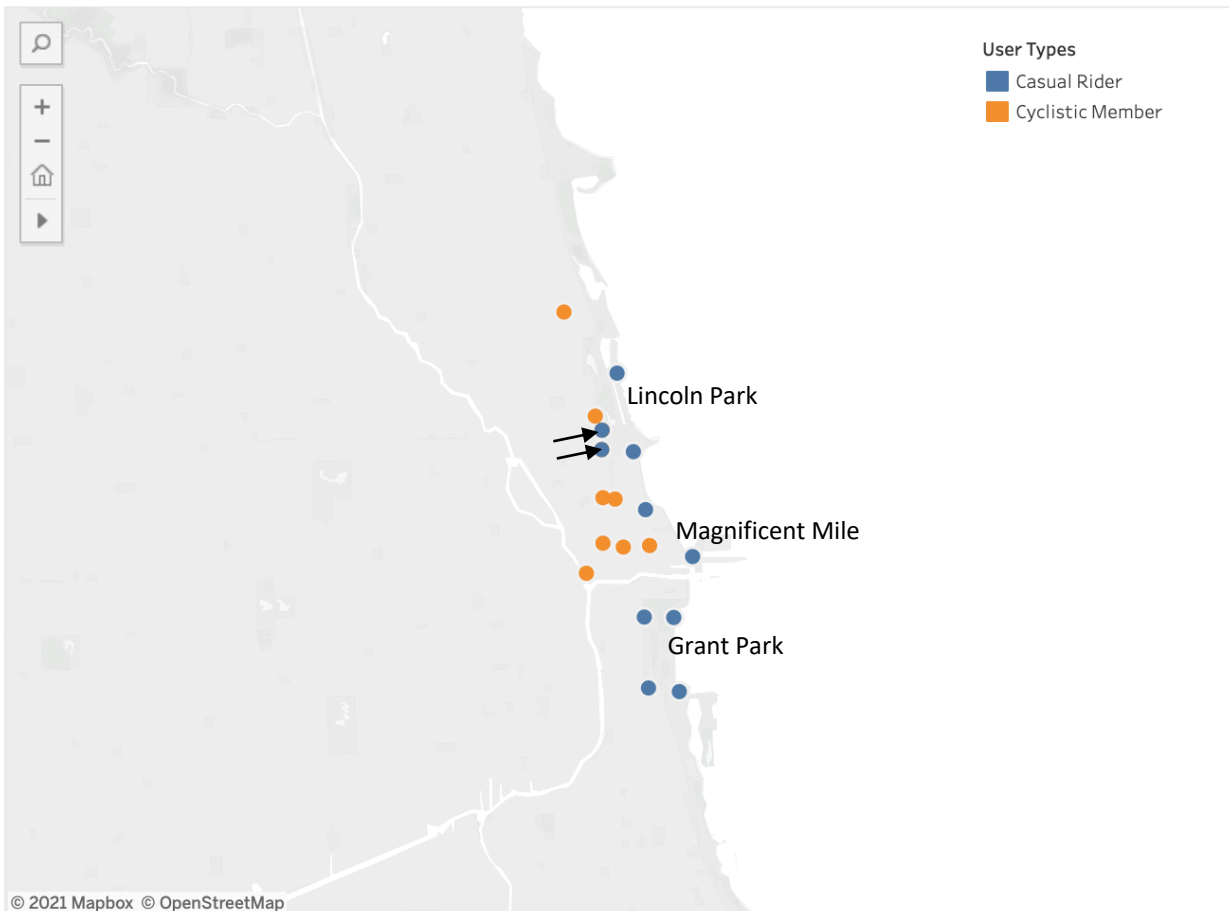 User Types
Casual Rider
Cyclistic Member
Lincoln Park
Magnificent Mile
Grant Park
© 2021 Mapbox © OpenStreetMap